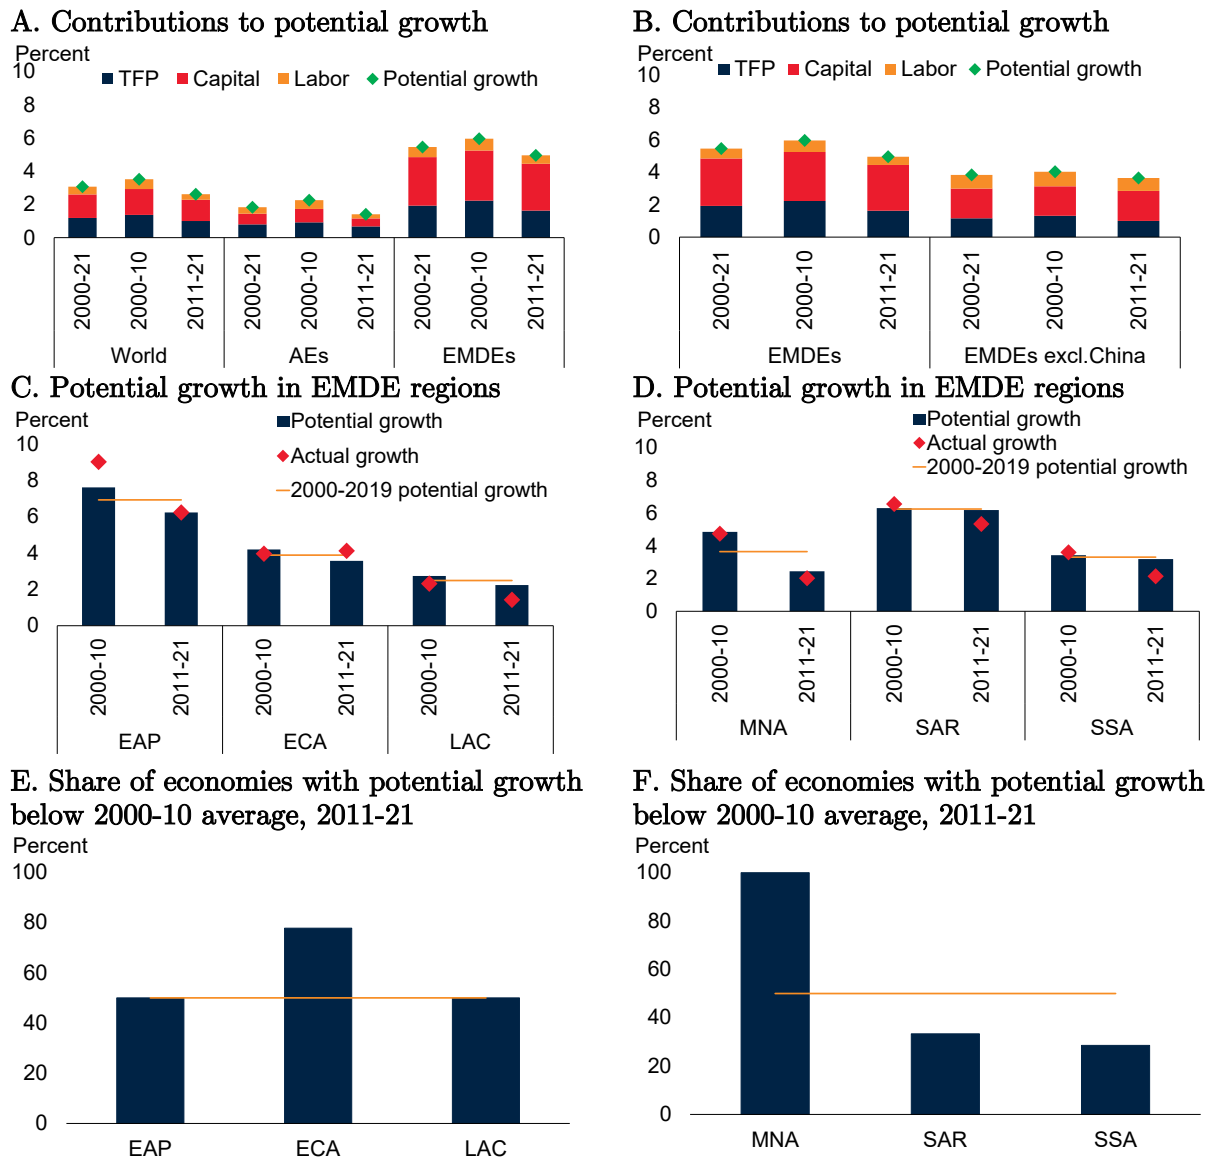 A. Contributions to potential growth
Percent
TFP Capital Labor Potential growth
10
8
6
4
2
0
2000-21 2000-10 2011-21 2000-21 2000-10 2011-21 2000-21 2000-10 2011-21
World AEs EMDEs
B. Contributions to potential growth
Percent
TFP Capital Labor Potential growth
10
8
6
4
2
0
2000-21 2000-10 2011-21 2000-21 2000-10 2011-21
EMDEs EMDEs excl.China
C. Potential growth in EMDE regions
Percent
Potential growth
Actual growth
2000-2019 potential growth
10
8
6
4
2
0
2000-10 2011-21 2000-10 2011-21 2000-10 2011-21
EAP ECA LAC
D. Potential growth in EMDE regions
Percent
Potential growth
Actual growth
2000-2019 potential growth
10
8
6
4
2
0
2000-10 2011-21 2000-10 2011-21 2000-10 2011-21
MNA SAR SSA
E. Share of economies with potential growth
below 2000-10 average, 2011-21
Percent
100
80
60
40
20
0
EAP ECA LAC
F. Share of economies with potential growth
below 2000-10 average, 2011-21
Percent
100
80
60
40
20
0
MNA SAR SSA